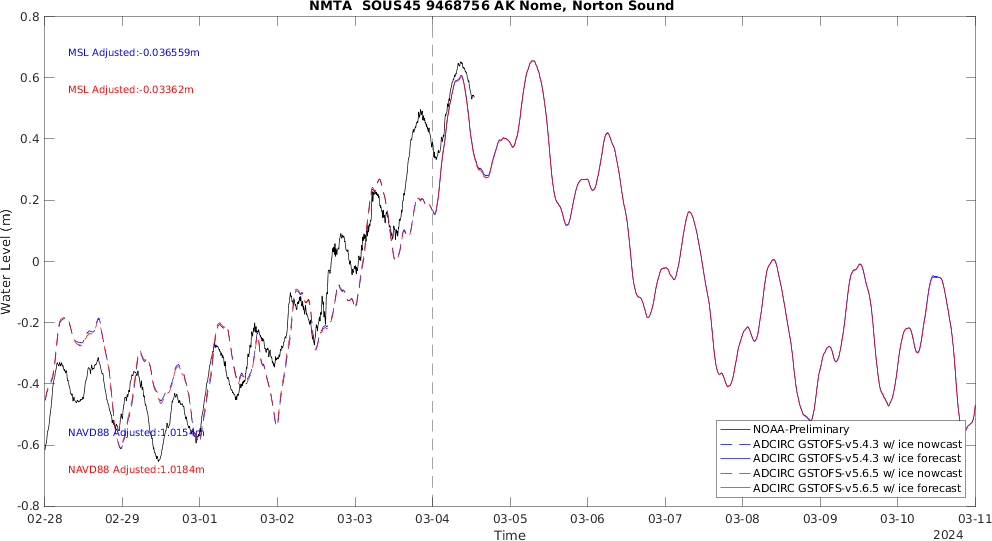 NMTA  SOUS45 9468756 AK Nome, Norton Sound
0.8
0.6
0.4
0.2
0
-0.2
-0.4
-0.6
-0.8
Water Level (m)
MSL Adjusted:-0.036559m
MSL Adjusted:-0.03362m
NAVD88 Adjusted:1.0154m
NAVD88 Adjusted:1.0184m
NOAA-Preliminary
ADCIRC GSTOFS-v5.4.3 w/ ice nowcast
ADCIRC GSTOFS-v5.4.3 w/ ice forecast
ADCIRC GSTOFS-v5.6.5 w/ ice nowcast
ADCIRC GSTOFS-v5.6.5 w/ ice forecast
02-28 02-29 03-01 03-02 03-03 03-04 03-05 03-06 03-07 03-08 03-09 03-10 03-11
Time
2024